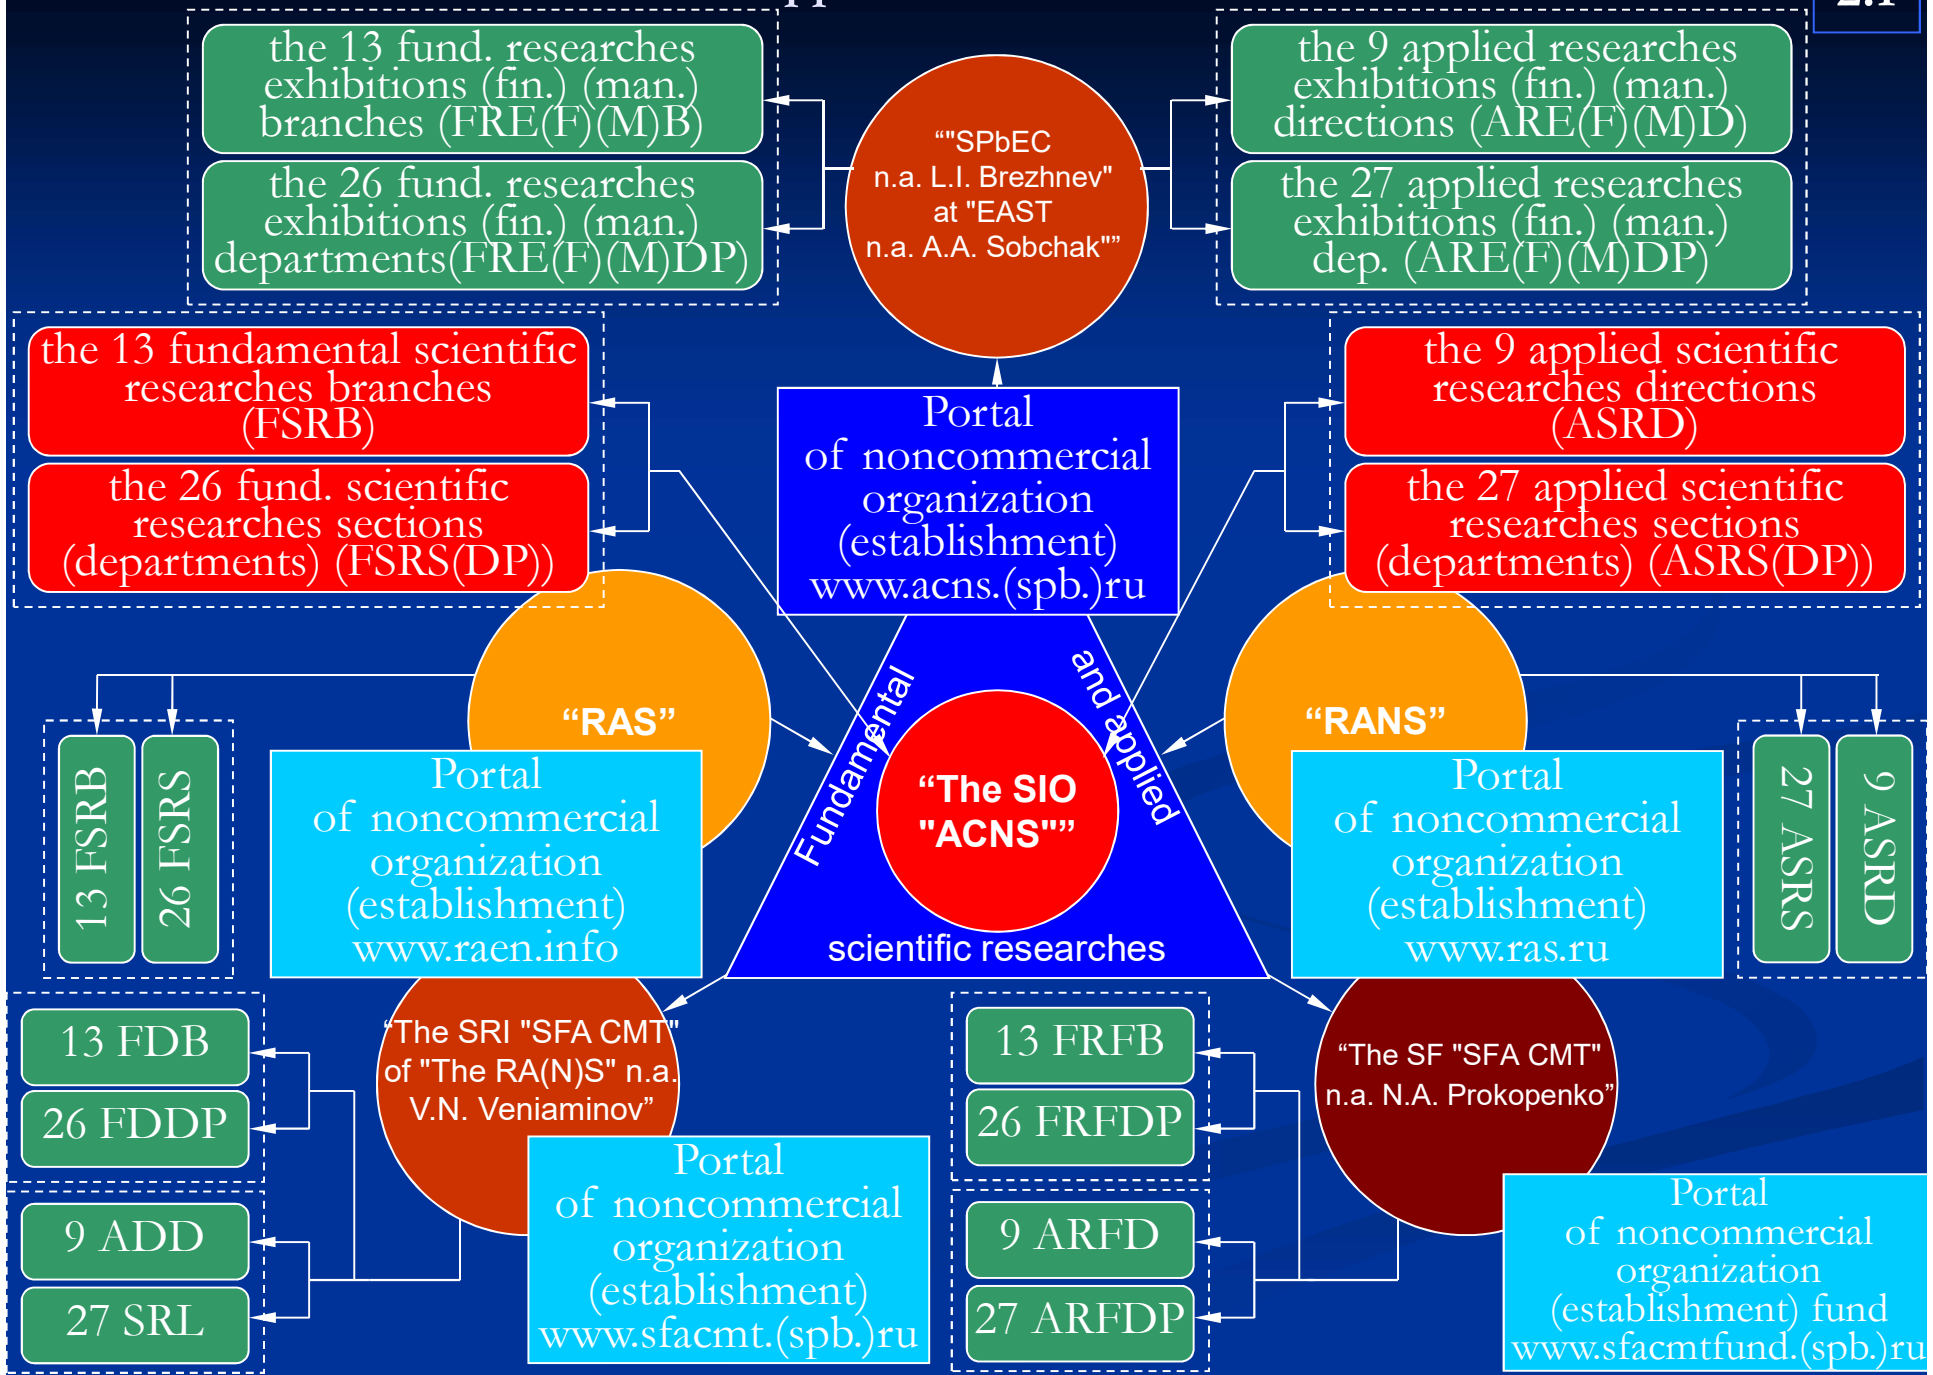 2.1
the 13 fund. researches
exhibitions (fin.) (man.)
branches (FRE(F)(M)B)
the 26 fund. researches
exhibitions (fin.) (man.)
departments(FRE(F)(M)DP)
“"SPbEC
n.a. L.I. Brezhnev"
at "EAST
n.a. A.A. Sobchak"”
the 9 applied researches
exhibitions (fin.) (man.)
directions (ARE(F)(M)D)
the 27 applied researches
exhibitions (fin.) (man.)
dep. (ARE(F)(M)DP)
the 13 fundamental scientific
researches branches
(FSRB)
the 26 fund. scientific
researches sections
(departments) (FSRS(DP))
Portal
of noncommercial
organization
(establishment)
www.acns.(spb.)ru
the 9 applied scientific
researches directions
(ASRD)
the 27 applied scientific
researches sections
(departments) (ASRS(DP))
“RAS”
Portal
of noncommercial
organization
(establishment)
www.raen.info
13 FSRB
26 FSRS
Fundamental
and applied
scientific researches
“The SIO
"ACNS"”
“RANS”
Portal
of noncommercial
organization
(establishment)
www.ras.ru
27 ASRS
9 ASRD
13 FDB
26 FDDP
9 ADD
27 SRL
“The SRI "SFA CMT"
of "The RA(N)S" n.a.
V.N. Veniaminov”
Portal
of noncommercial
organization
(establishment)
www.sfacmt.(spb.)ru
13 FRFB
26 FRFDP
9 ARFD
27 ARFDP
“The SF "SFA CMT"
n.a. N.A. Prokopenko”
Portal
of noncommercial
organization
(establishment) fund
www.sfacmtfund.(spb.)ru